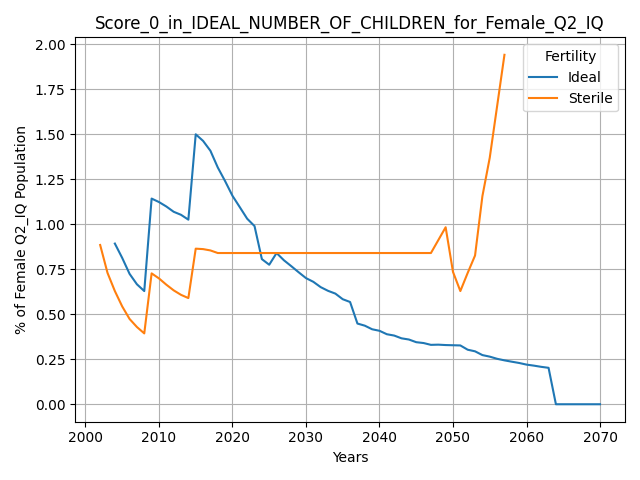 Score_0_in_IDEAL_NUMBER_OF_CHILDREN_for_Female_Q2_IQ
Fertility
Ideal
Sterile
% of Female Q2_IQ Population
2.00
1.75
1.50
1.25
1.00
0.75
0.50
0.25
0.00
2000 2010 2020 2030 2040 2050 2060 2070
Years